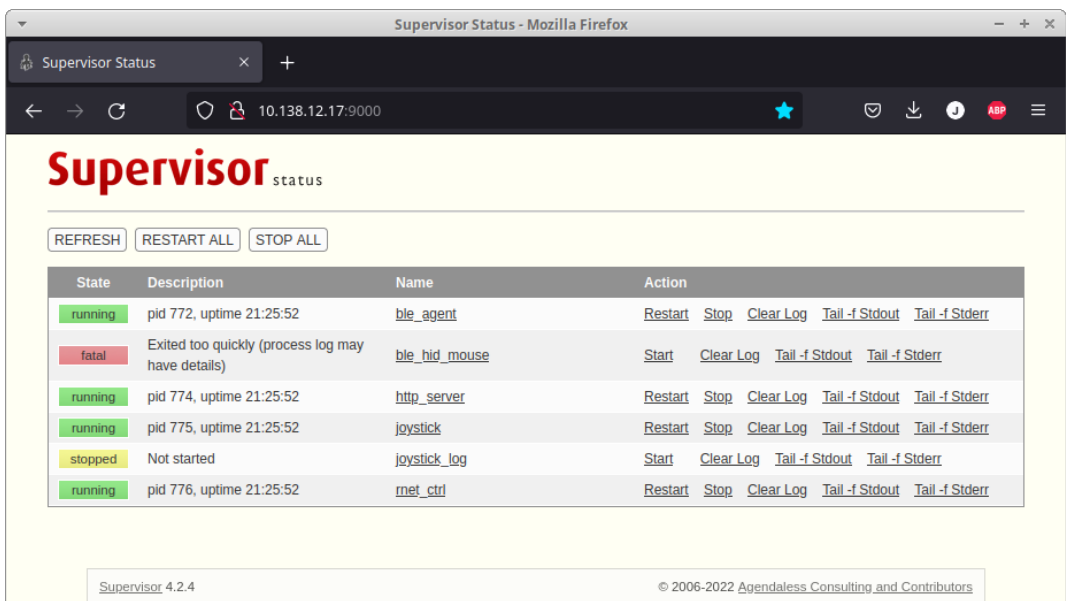 Supervisor Status - Mozilla Firefox
Supervisor Status
10.138.12.17:9000
J
ABP
Supervisor status
REFRESH RESTART ALL STOP ALL
State Description Name Action
running pid 772, uptime 21:25:52 ble_agent Restart Stop Clear Log Tail -f Stdout Tail -f Stderr
fatal Exited too quickly (process log may have details) ble_hid_mouse Start Clear Log Tail -f Stdout Tail -f Stderr
running pid 774, uptime 21:25:52 http_server Restart Stop Clear Log Tail -f Stdout Tail -f Stderr
running pid 775, uptime 21:25:52 joystick Restart Stop Clear Log Tail -f Stdout Tail -f Stderr
stopped Not started joystick_log Start Clear Log Tail -f Stdout Tail -f Stderr
running pid 776, uptime 21:25:52 rnet_ctrl Restart Stop Clear Log Tail -f Stdout Tail -f Stderr
Supervisor 4.2.4 © 2006-2022 Agendaless Consulting and Contributors